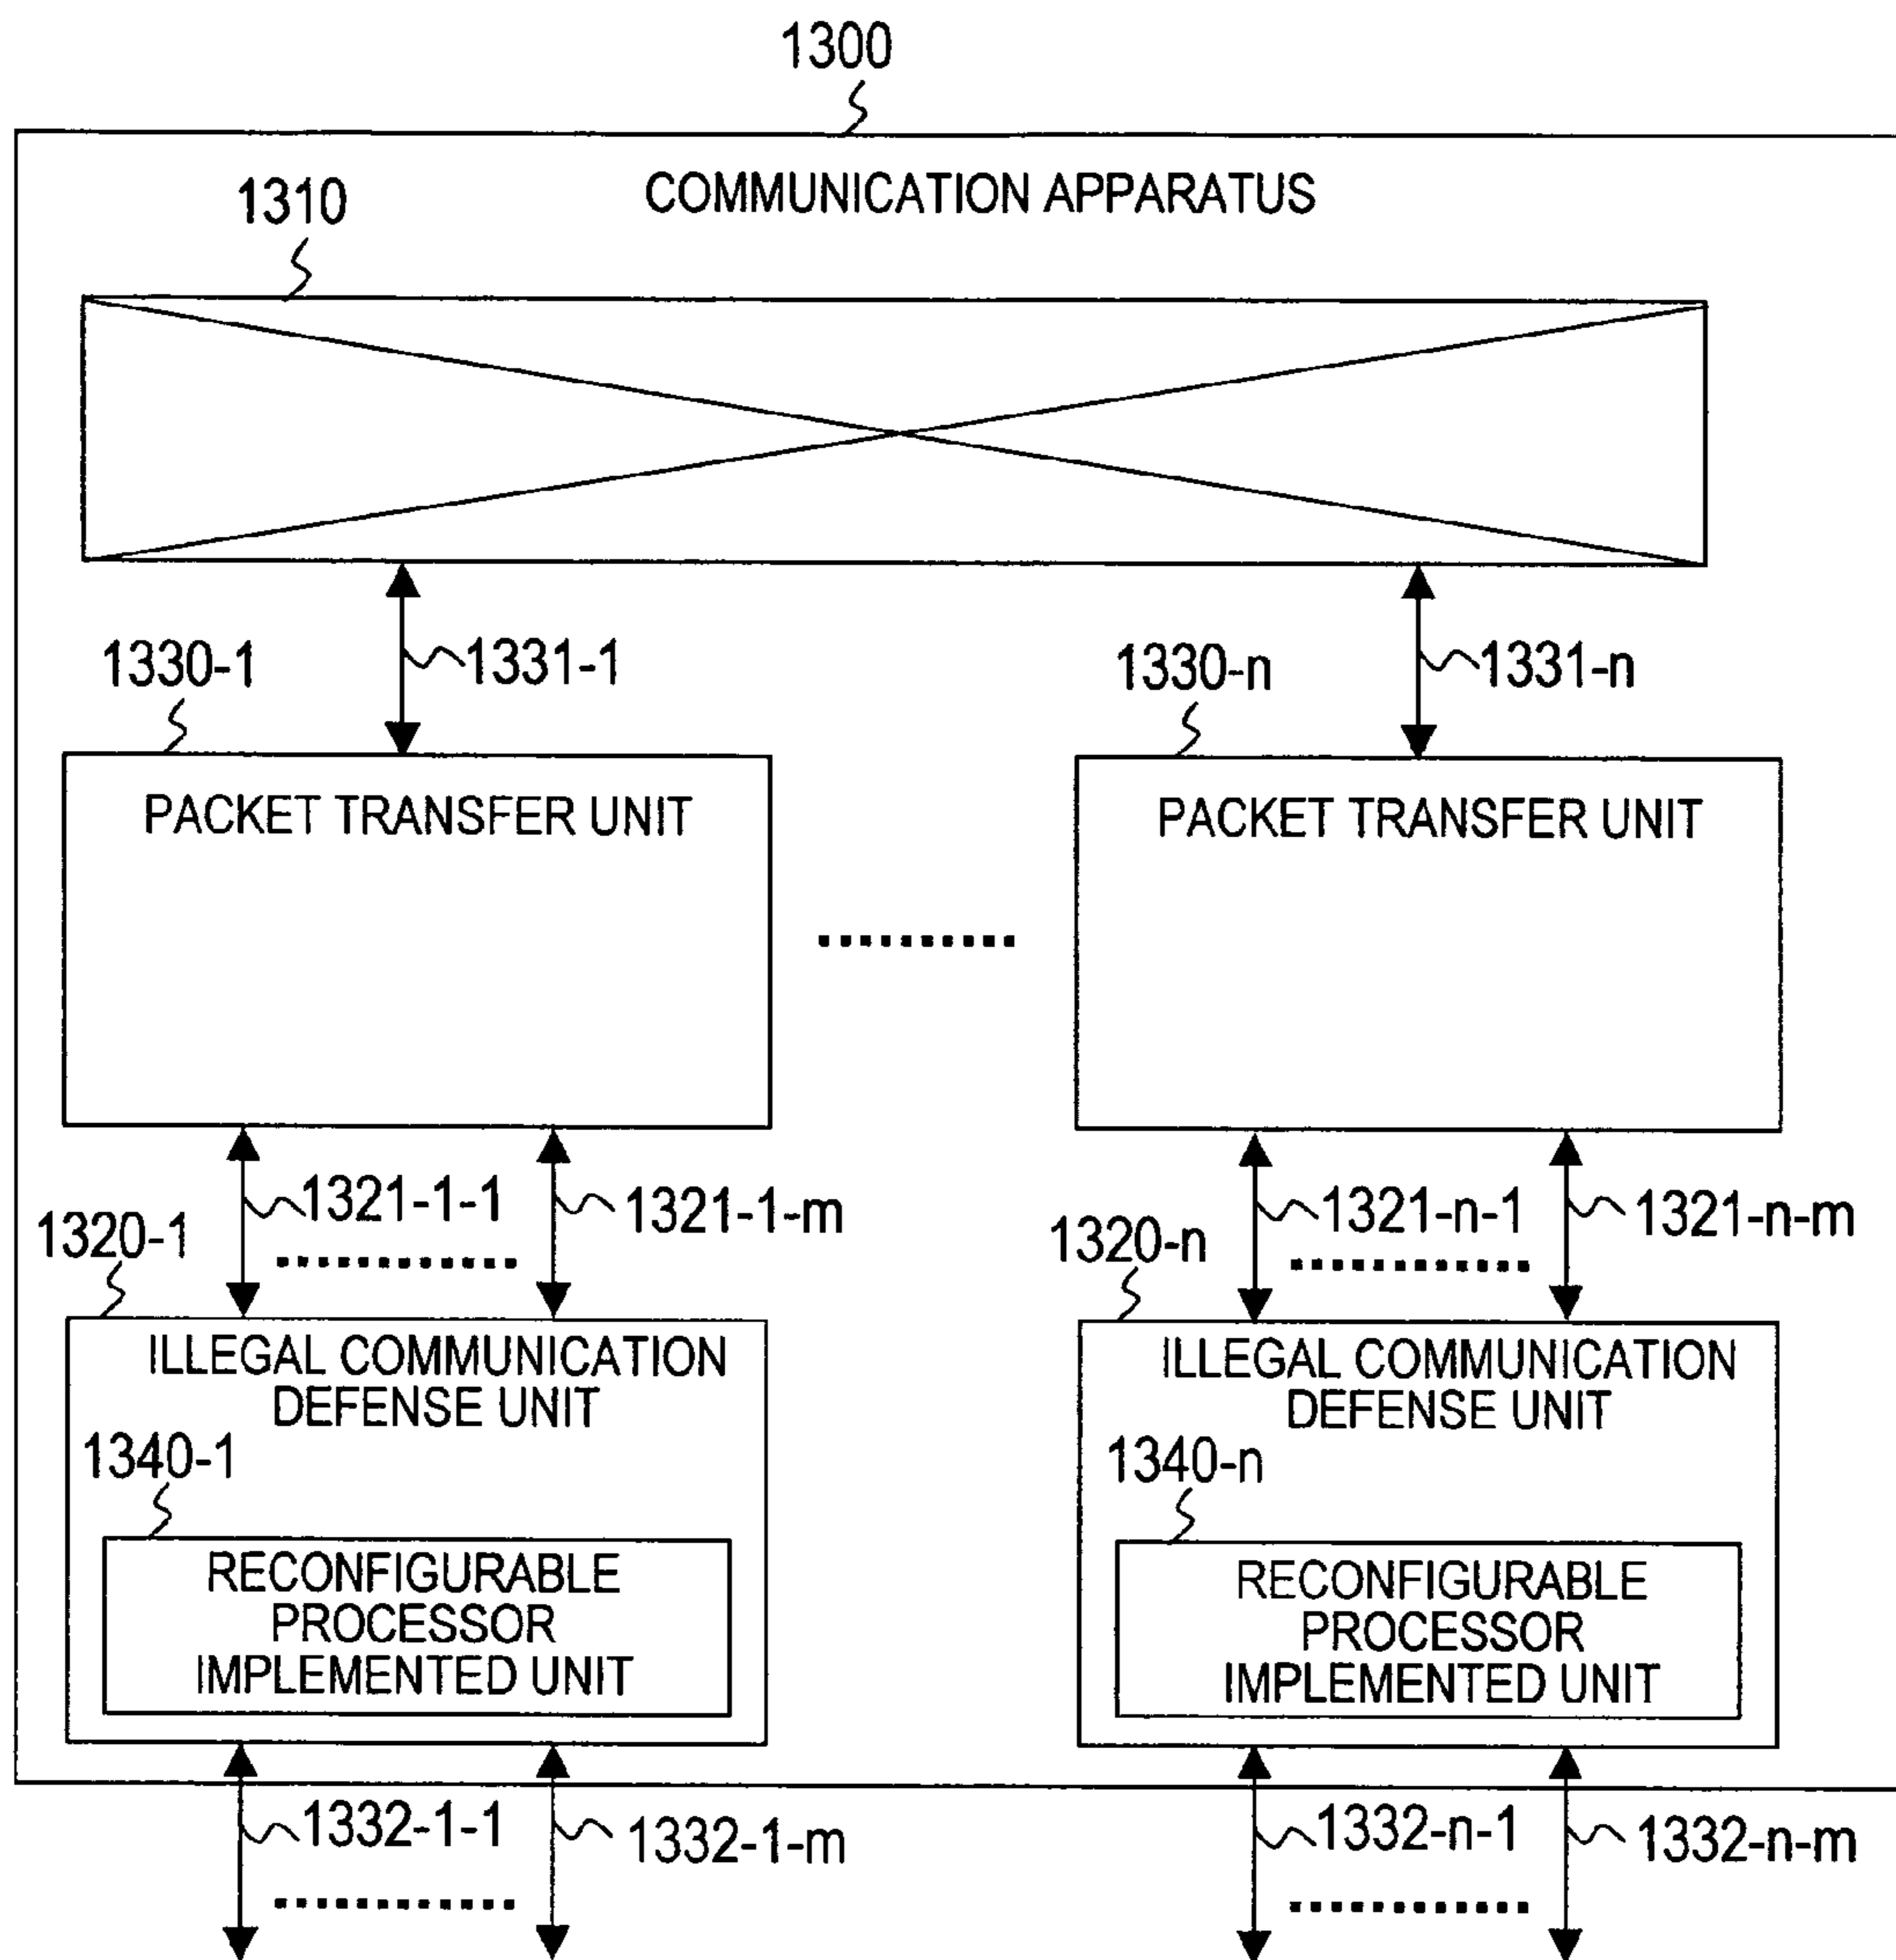 1300
COMMUNICATION APPARATUS
1310
1331-1
1331-n
1330-1
1330-n
PACKET TRANSFER UNIT
PACKET TRANSFER UNIT
1321-1-1
1321-1-m
1321-n-1
1321-n-m
1320-1
1320-n
ILLEGAL COMMUNICATION
DEFENSE UNIT
ILLEGAL COMMUNICATION
DEFENSE UNIT
1340-1
1340-n
RECONFIGURABLE
PROCESSOR
IMPLEMENTED UNIT
RECONFIGURABLE
PROCESSOR
IMPLEMENTED UNIT
1332-1-1
1332-1-m
1332-n-1
1332-n-m